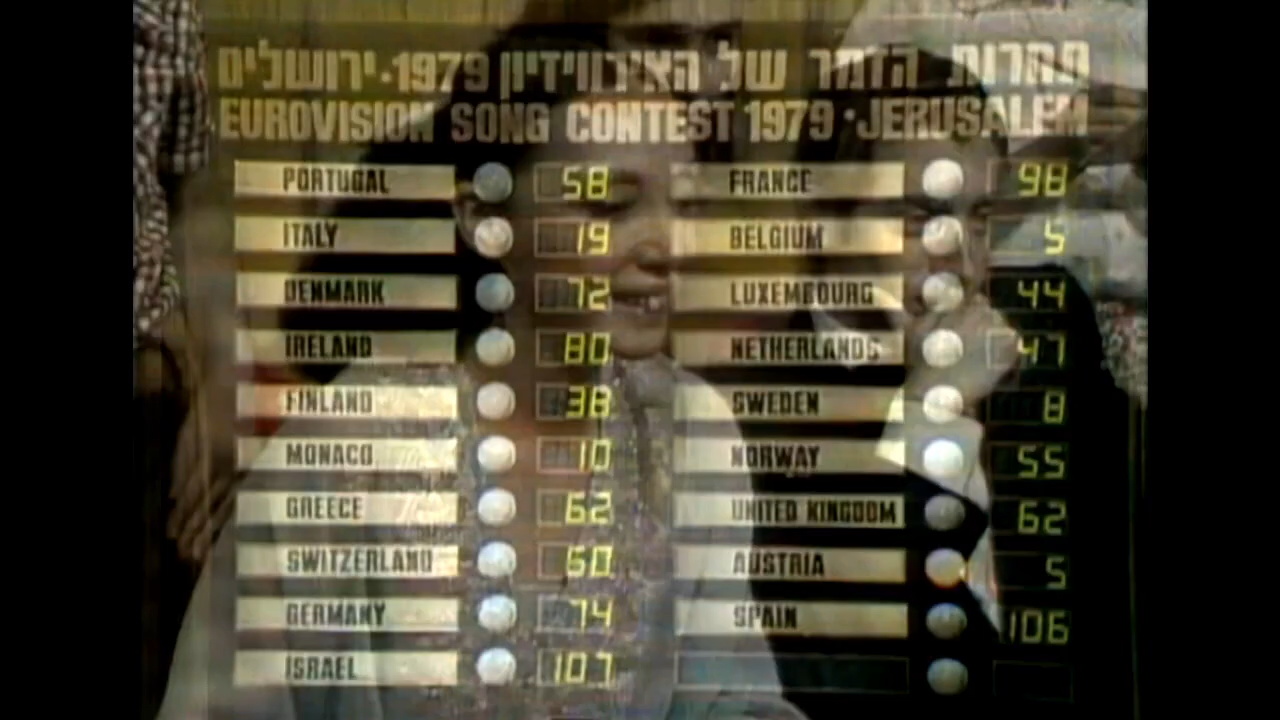 תחרות הזמר של האירוויזיון 1979 · ירושלים
EUROVISION SONG CONTEST 1979 · JERUSALEM
PORTUGAL 58
ITALY 19
DENMARK 72
IRELAND 80
FINLAND 38
MONACO 10
GREECE 62
SWITZERLAND 60
GERMANY 74
ISRAEL 107
FRANCE 98
BELGIUM 5
LUXEMBOURG 44
NETHERLANDS 47
SWEDEN 8
NORWAY 55
UNITED KINGDOM 62
AUSTRIA 5
SPAIN 106